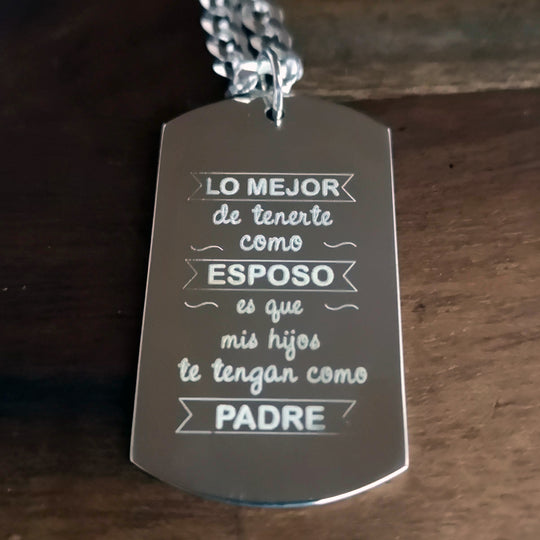 LO MEJOR
de tenerte
como
ESPOSO
es que
mis hijos
te tengan como
PADRE